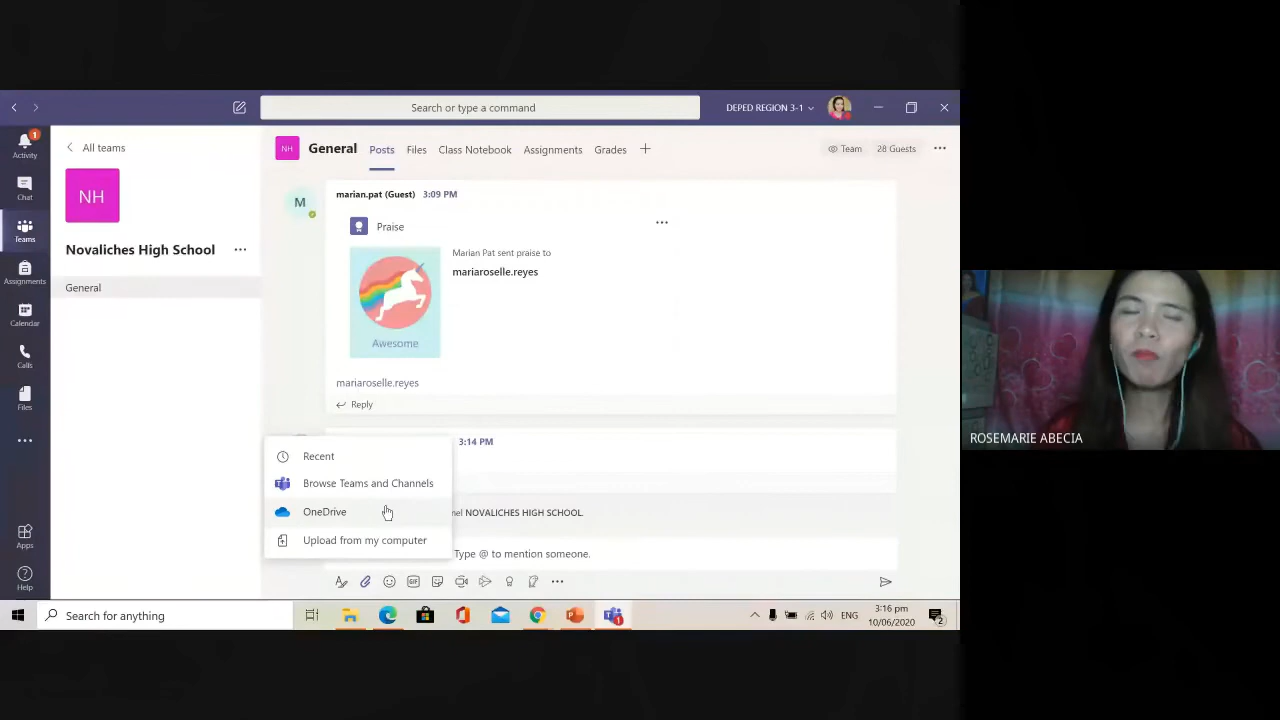 Search or type a command
DEPED REGION 3-1
1
Activity
Chat
Teams
Assignments
Calendar
Calls
Files
Apps
Help
All teams
NH
Novaliches High School
General
NH
General
Posts
Files
Class Notebook
Assignments
Grades
Team
28 Guests
M
marian.pat (Guest) 3:09 PM
Praise
Marian Pat sent praise to
mariaroselle.reyes
Awesome
mariaroselle.reyes
Reply
3:14 PM
NOVALICHES HIGH SCHOOL.
Type @ to mention someone.
Recent
Browse Teams and Channels
OneDrive
Upload from my computer
GIF
Search for anything
1
ENG
3:16 pm
10/06/2020
2
ROSEMARIE ABECIA